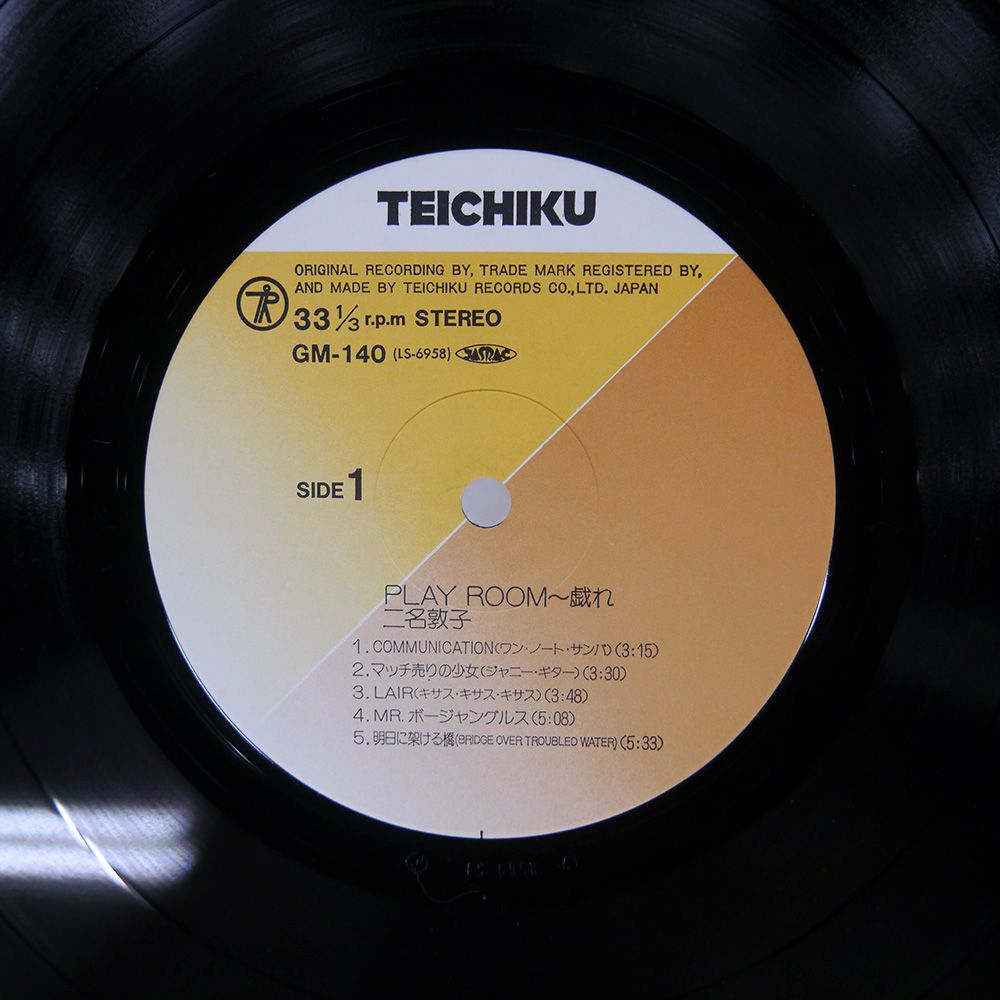 TEICHIKU
ORIGINAL RECORDING BY, TRADE MARK REGISTERED BY,
AND MADE BY TEICHIKU RECORDS CO.,LTD. JAPAN
33 1/3 r.p.m STEREO
GM-140 (LS-6958) JASRAC
SIDE 1
PLAY ROOM～戯れ
二名敦子
1. COMMUNICATION(ワン・ノート・サンバ) (3:15)
2. マッチ売りの少女(ジャニー・ギター) (3:30)
3. LAIR(キサス・キサス・キサス) (3:48)
4. MR. ボージャングルス (5:08)
5. 明日に架ける橋(BRIDGE OVER TROUBLED WATER) (5:33)